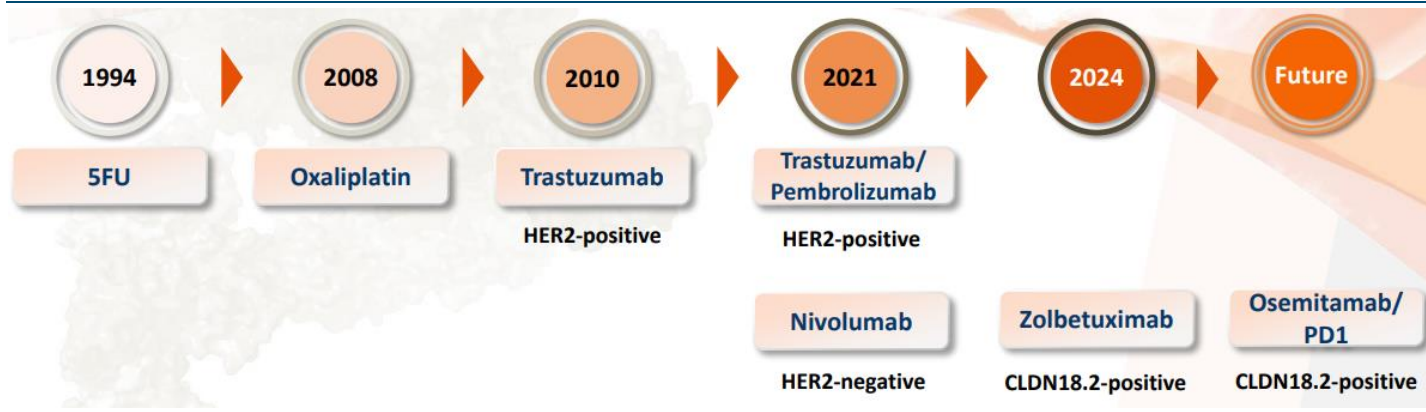 1994
2008
2010
2021
2024
Future
5FU
Oxaliplatin
Trastuzumab
Trastuzumab/
Pembrolizumab
HER2-positive
HER2-positive
Nivolumab
Zolbetuximab
Osemitamab/
PD1
HER2-negative
CLDN18.2-positive
CLDN18.2-positive